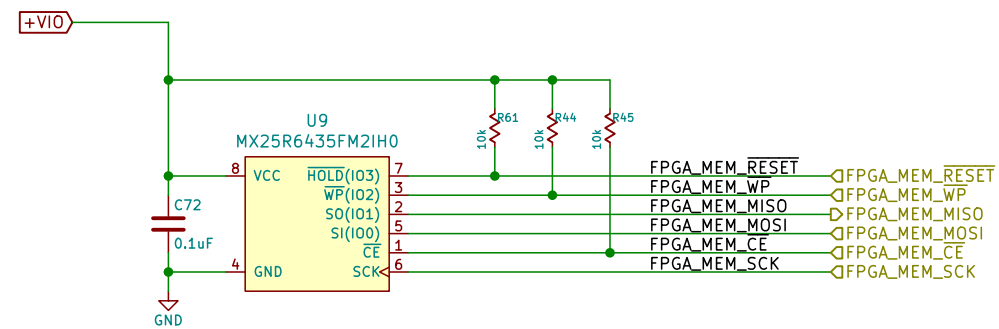 +VIO
U9
MX25R6435FM2IH0
R61
10k
R44
10k
R45
10k
C72
0.1uF
8 VCC
4 GND
HOLD(IO3) 7
WP(IO2) 3
SO(IO1) 2
SI(IO0) 5
CE 1
SCK 6
FPGA_MEM_RESET FPGA_MEM_RESET
FPGA_MEM_WP FPGA_MEM_WP
FPGA_MEM_MISO FPGA_MEM_MISO
FPGA_MEM_MOSI FPGA_MEM_MOSI
FPGA_MEM_CE FPGA_MEM_CE
FPGA_MEM_SCK FPGA_MEM_SCK
GND